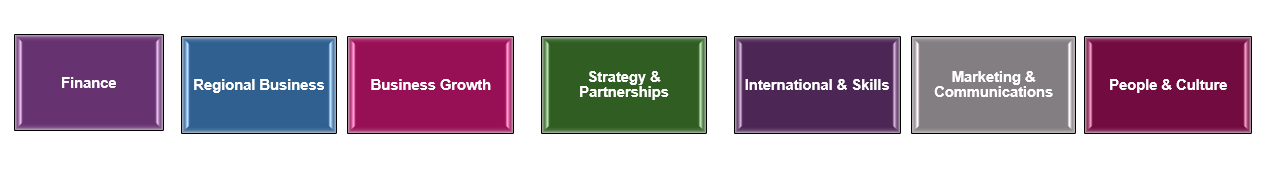 Finance
Regional Business
Business Growth
Strategy &
Partnerships
International & Skills
Marketing &
Communications
People & Culture